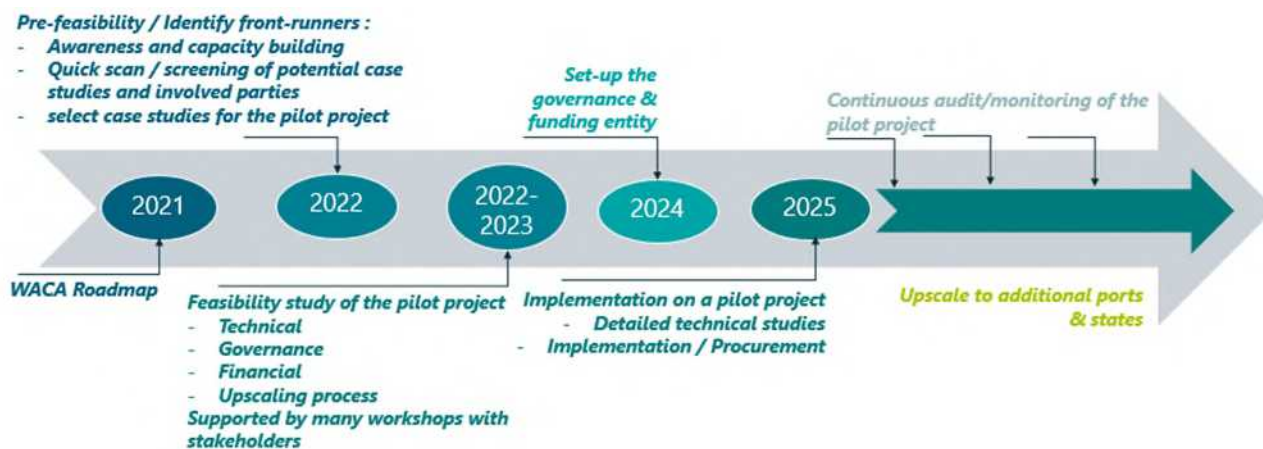 Pre-feasibility / Identify front-runners :
- Awareness and capacity building
- Quick scan / screening of potential case
studies and involved parties
- select case studies for the pilot project
Set-up the
governance &
funding entity
Continuous audit/monitoring of the
pilot project
2021
2022
2022-
2023
2024
2025
WACA Roadmap
Feasibility study of the pilot project
- Technical
- Governance
- Financial
- Upscaling process
Supported by many workshops with
stakeholders
Implementation on a pilot project
- Detailed technical studies
- Implementation / Procurement
Upscale to additional ports
& states